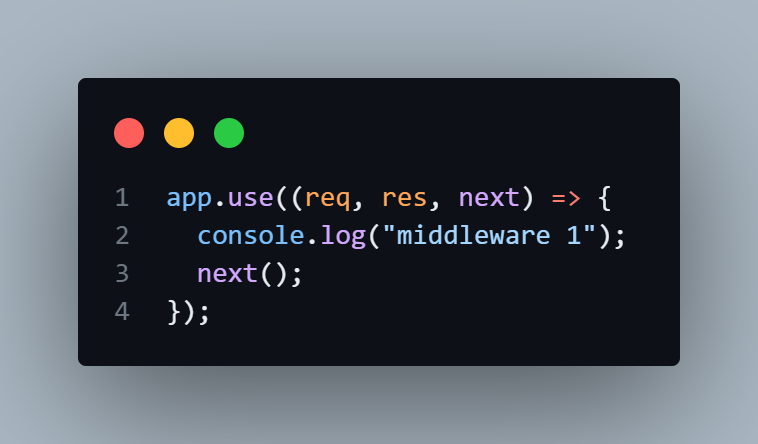 1 app.use((req, res, next) => {
2   console.log("middleware 1");
3   next();
4 });